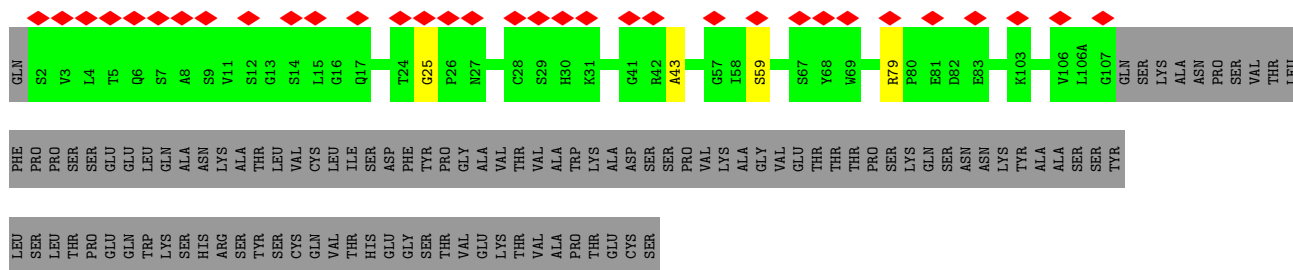 GLN S2 V3 L4 T5 Q6 S7 A8 S9 V11 S12 G13 S14 L15 G16 Q17 T24 G25 P26 N27 C28 S29 H30 K31 G41 R42 A43 G57 I58 S59 S67 Y68 W69 R79 P80 E81 D82 E83 K103 V106 L106A G107 GLN SER LYS ALA ASN PRO SER VAL THR LEU
PHE PRO PRO SER SER GLU GLU LEU GLN ALA ASN LYS ALA THR LEU VAL CYS LEU ILE SER ASP PHE TYR PRO GLY ALA VAL THR VAL ALA TRP LYS ALA ASP SER SER PRO VAL LYS ALA GLY VAL GLU THR THR THR PRO SER LYS GLN SER ASN ASN LYS TYR ALA ALA SER SER TYR
LEU SER LEU THR PRO GLU GLN TRP LYS SER HIS ARG SER TYR SER CYS GLN VAL THR HIS GLU GLY SER THR VAL GLU LYS THR VAL ALA PRO THR GLU CYS SER